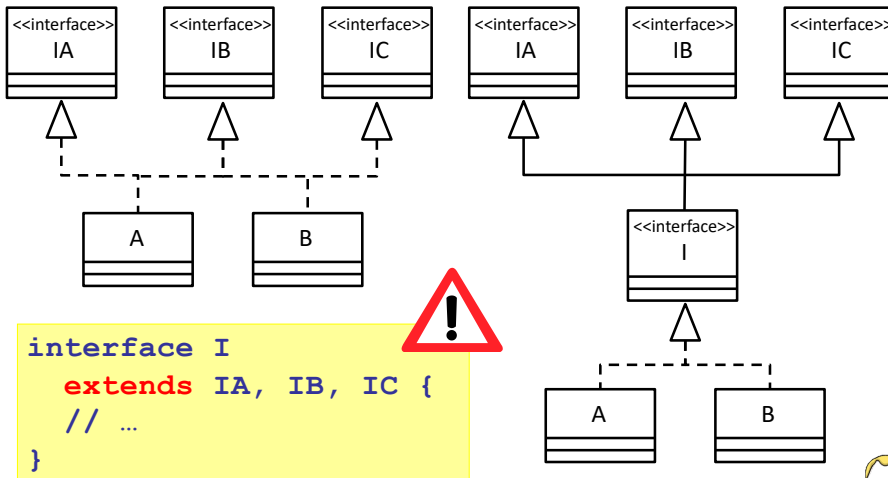 <<interface>>
IA
<<interface>>
IB
<<interface>>
IC
<<interface>>
IA
<<interface>>
IB
<<interface>>
IC
A
B
<<interface>>
I
A
B
!
interface I
extends IA, IB, IC {
// …
}